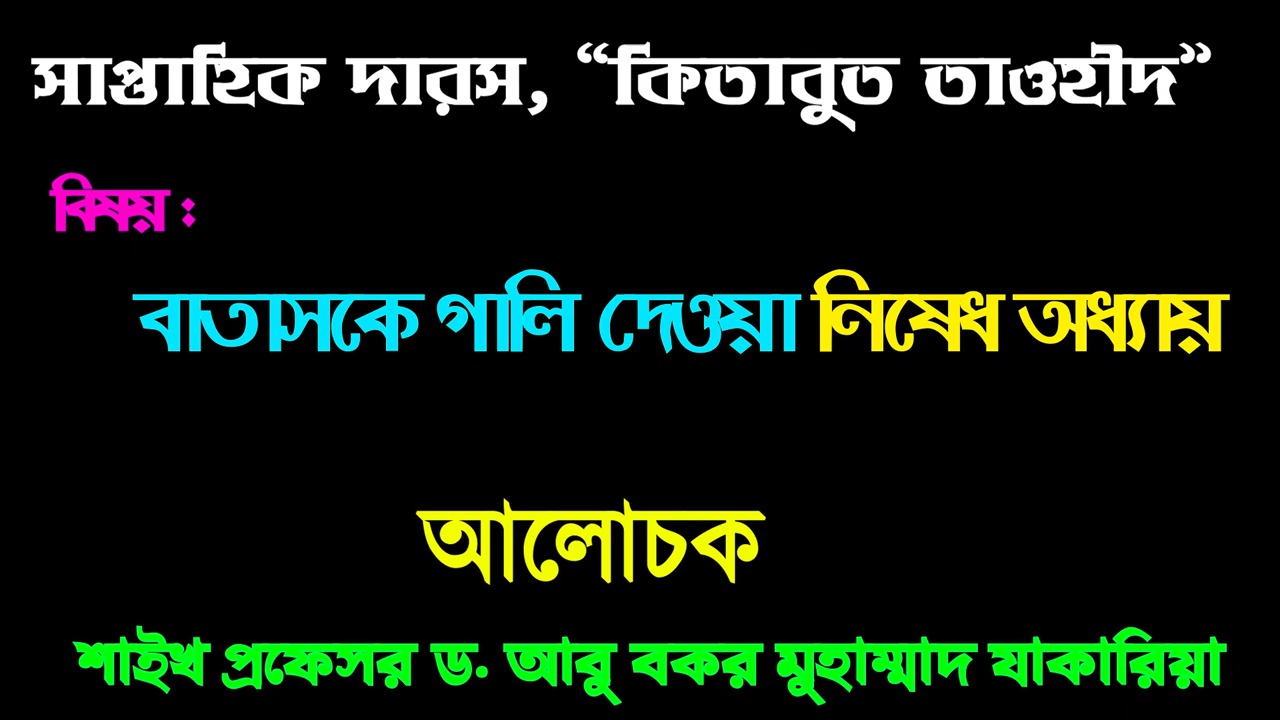 সাপ্তাহিক দারস, “কিতাবুত তাওহীদ”
বিষয় :
বাতাসকে গালি দেওয়া নিষেধ অধ্যায়
আলোচক
শাইখ প্রফেসর ড. আবু বকর মুহাম্মাদ যাকারিয়া